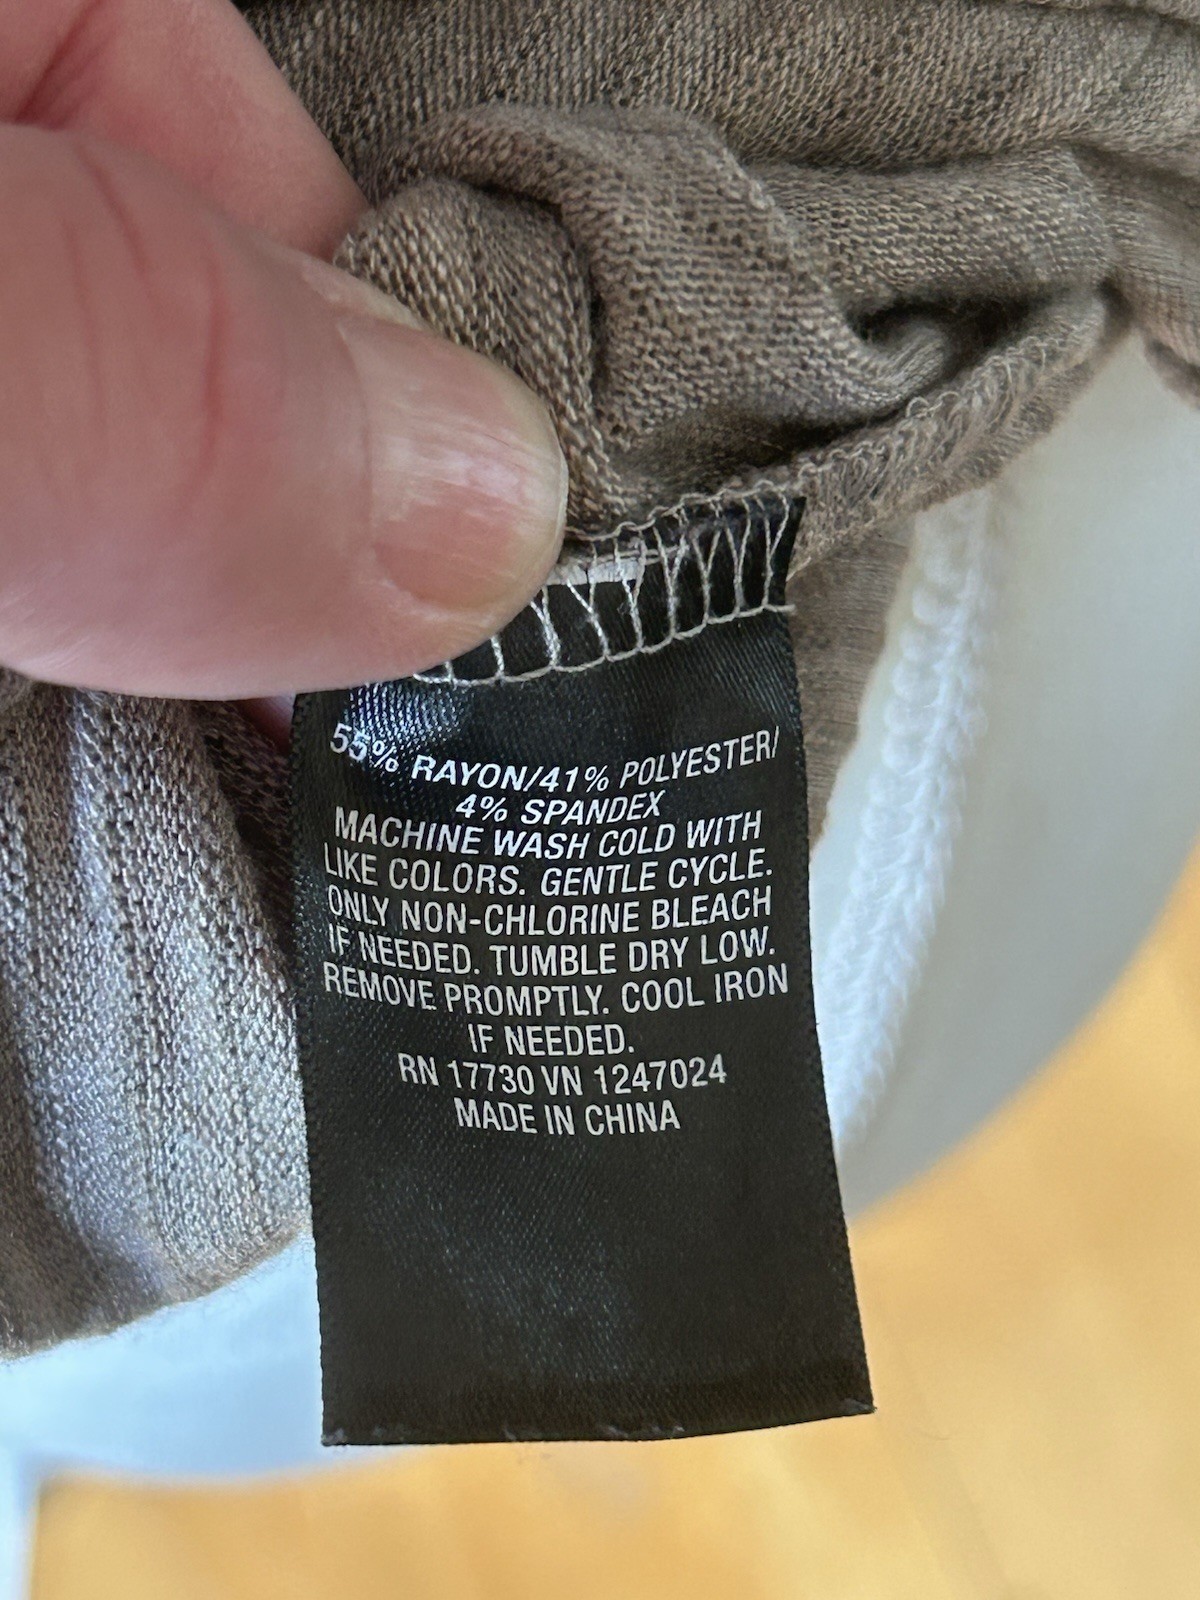 55% RAYON/41% POLYESTER/
4% SPANDEX
MACHINE WASH COLD WITH
LIKE COLORS. GENTLE CYCLE.
ONLY NON-CHLORINE BLEACH
IF NEEDED. TUMBLE DRY LOW.
REMOVE PROMPTLY. COOL IRON
IF NEEDED.
RN 17730 VN 1247024
MADE IN CHINA